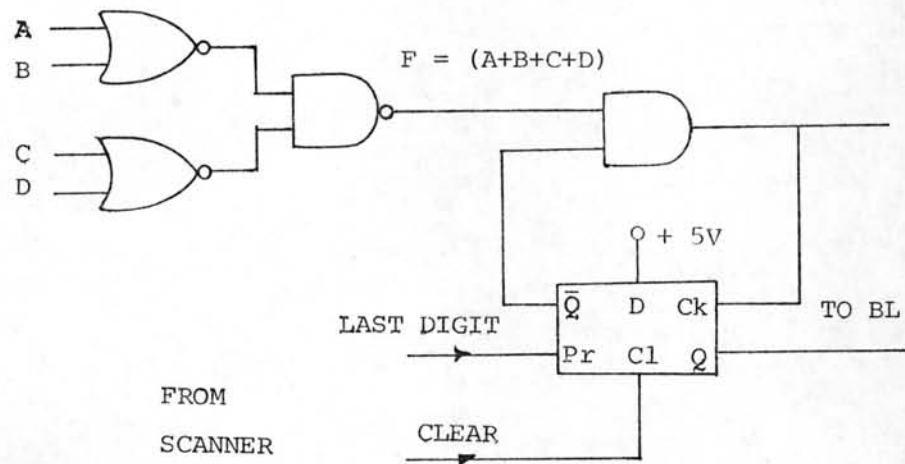 A
B
F = (A+B+C+D)
C
D
+ 5V
Q̅ D Ck
TO BL
LAST DIGIT
Pr Cl Q
FROM
SCANNER
CLEAR